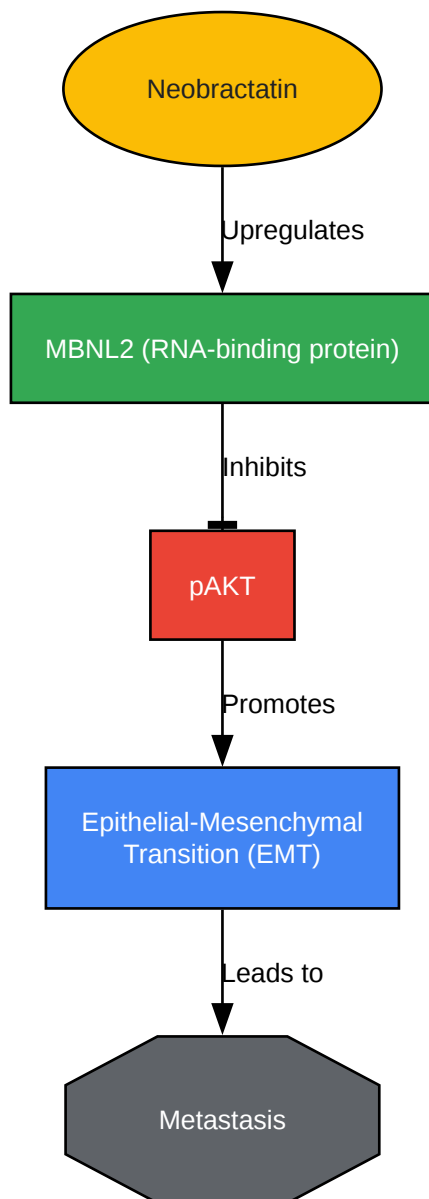 Neobractatin
Upregulates
MBNL2 (RNA-binding protein)
Inhibits
pAKT
Promotes
Epithelial-Mesenchymal
Transition (EMT)
Leads to
Metastasis